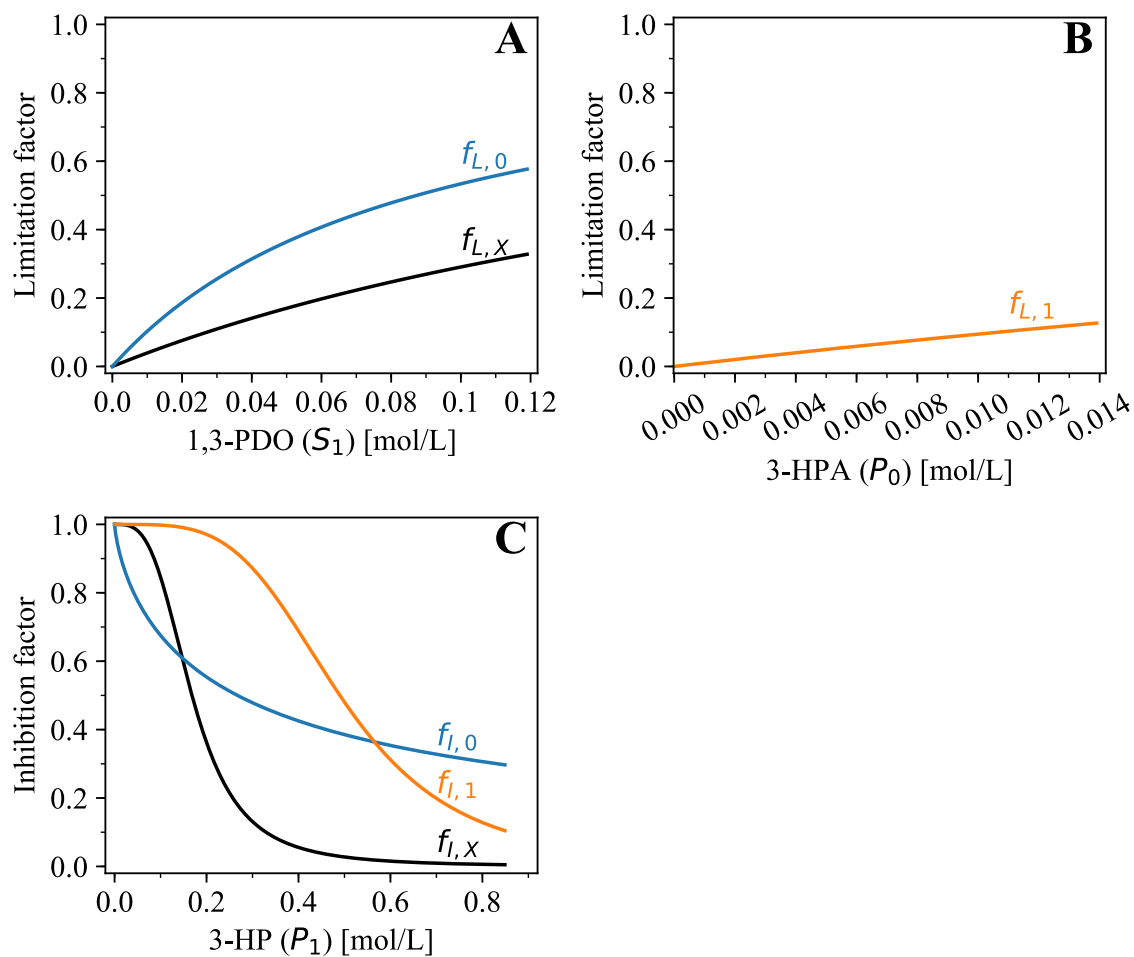 A
Limitation factor
1.0
0.8
0.6
0.4
0.2
0.0
f_{L, 0}
f_{L, X}
0.00
0.02
0.04
0.06
0.08
0.1
0.12
1,3-PDO (S_1) [mol/L]
B
Limitation factor
1.0
0.8
0.6
0.4
0.2
0.0
f_{L, 1}
0.000
0.002
0.004
0.006
0.008
0.010
0.012
0.014
3-HPA (P_0) [mol/L]
C
Inhibition factor
1.0
0.8
0.6
0.4
0.2
0.0
f_{I, 0}
f_{I, 1}
f_{I, X}
0.0
0.2
0.4
0.6
0.8
3-HP (P_1) [mol/L]